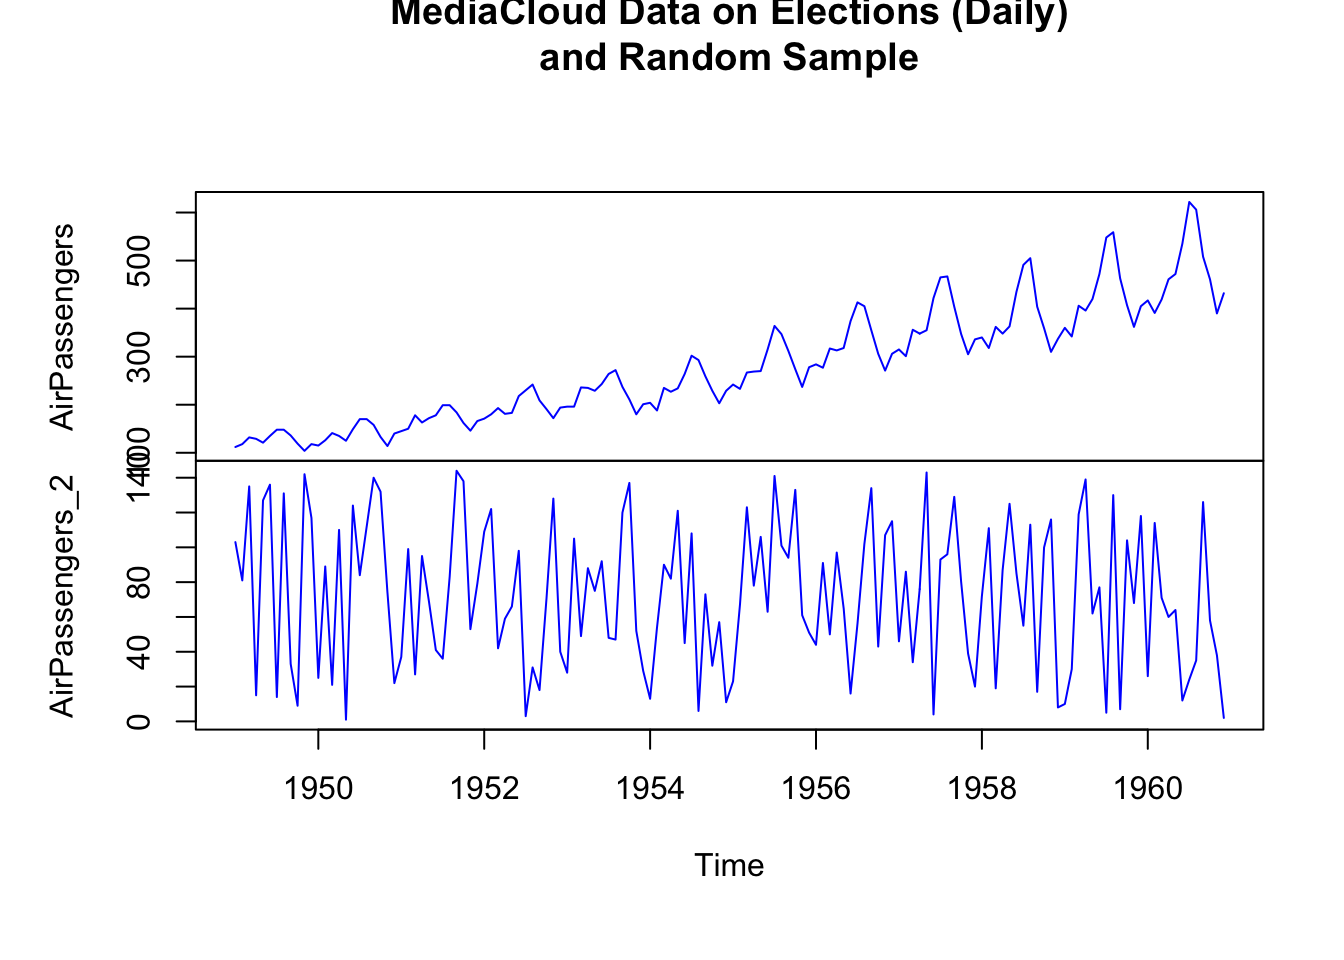 MediaCloud Data on Elections (Daily)
and Random Sample
AirPassengers
500
300
100
AirPassengers_2
140
80
40
0
1950 1952 1954 1956 1958 1960
Time